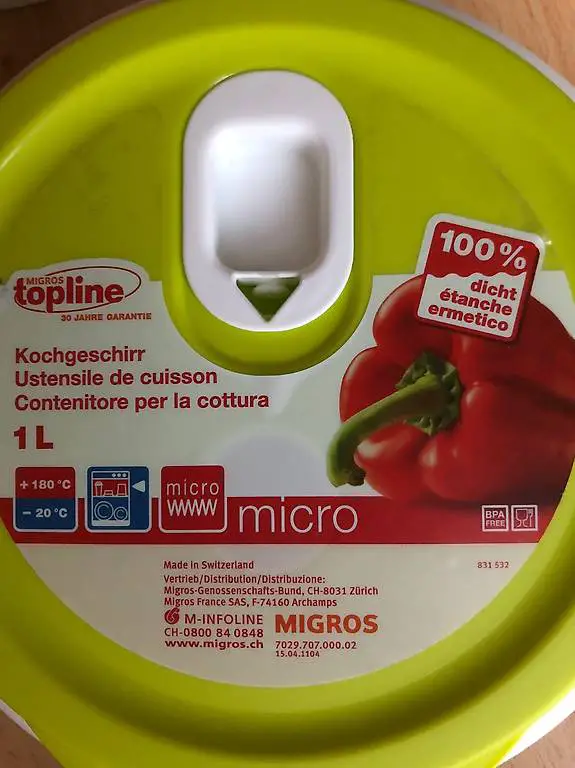 100%
dicht
étanche
ermetico
MIGROS
topline
30 JAHRE GARANTIE
Kochgeschirr
Ustensile de cuisson
Contenitore per la cottura
1 L
+ 180 °C
- 20 °C
micro
micro
BPA
FREE
Made in Switzerland
831 532
Vertrieb/Distribution/Distribuzione:
Migros-Genossenschafts-Bund, CH-8031 Zürich
Migros France SAS, F-74160 Archamps
M-INFOLINE
CH-0800 84 0848
www.migros.ch
MIGROS
7029.707.000.02
15.04.1104